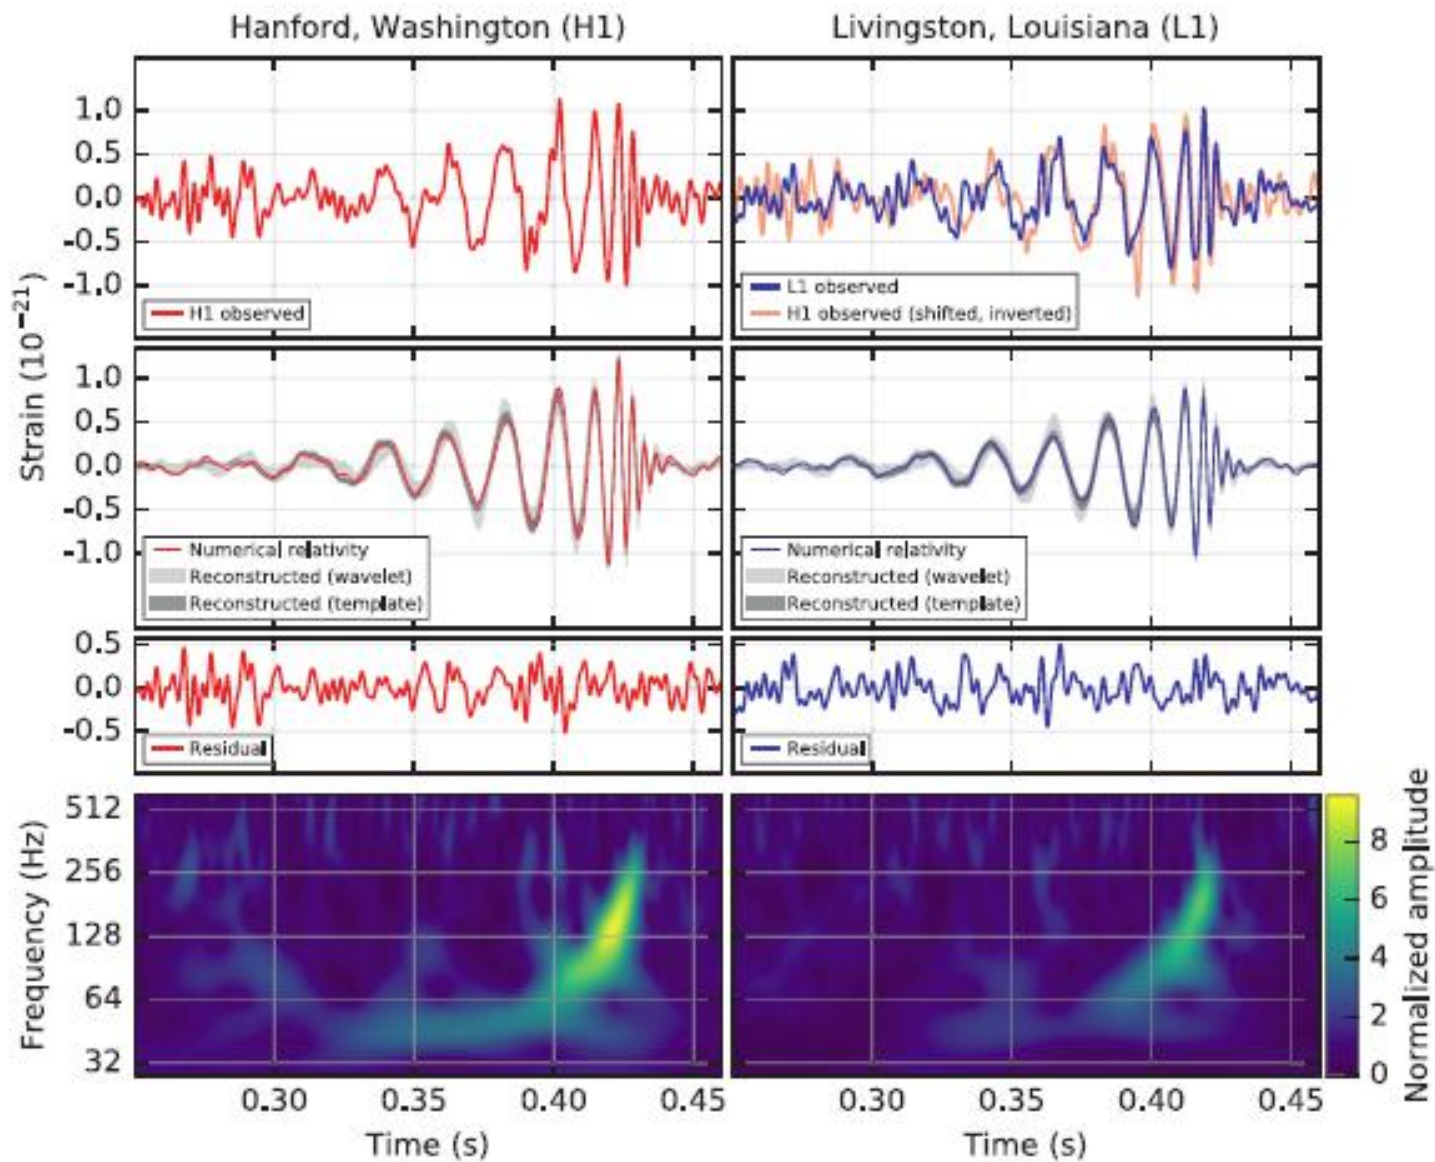 Hanford, Washington (H1)
Livingston, Louisiana (L1)
Strain (10⁻²¹)
1.0
0.5
0.0
-0.5
-1.0
H1 observed
L1 observed
H1 observed (shifted, inverted)
1.0
0.5
0.0
-0.5
-1.0
Numerical relativity
Reconstructed (wavelet)
Reconstructed (template)
Numerical relativity
Reconstructed (wavelet)
Reconstructed (template)
0.5
0.0
-0.5
Residual
Residual
Frequency (Hz)
512
256
128
64
32
Normalized amplitude
8
6
4
2
0
0.30 0.35 0.40 0.45
0.30 0.35 0.40 0.45
Time (s)
Time (s)